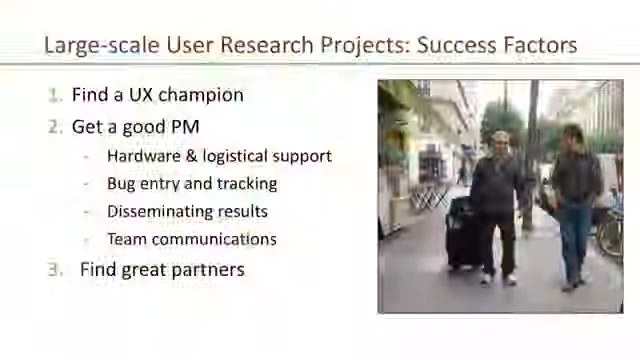 Large-scale User Research Projects: Success Factors
1. Find a UX champion
2. Get a good PM
- Hardware & logistical support
- Bug entry and tracking
- Disseminating results
- Team communications
3. Find great partners